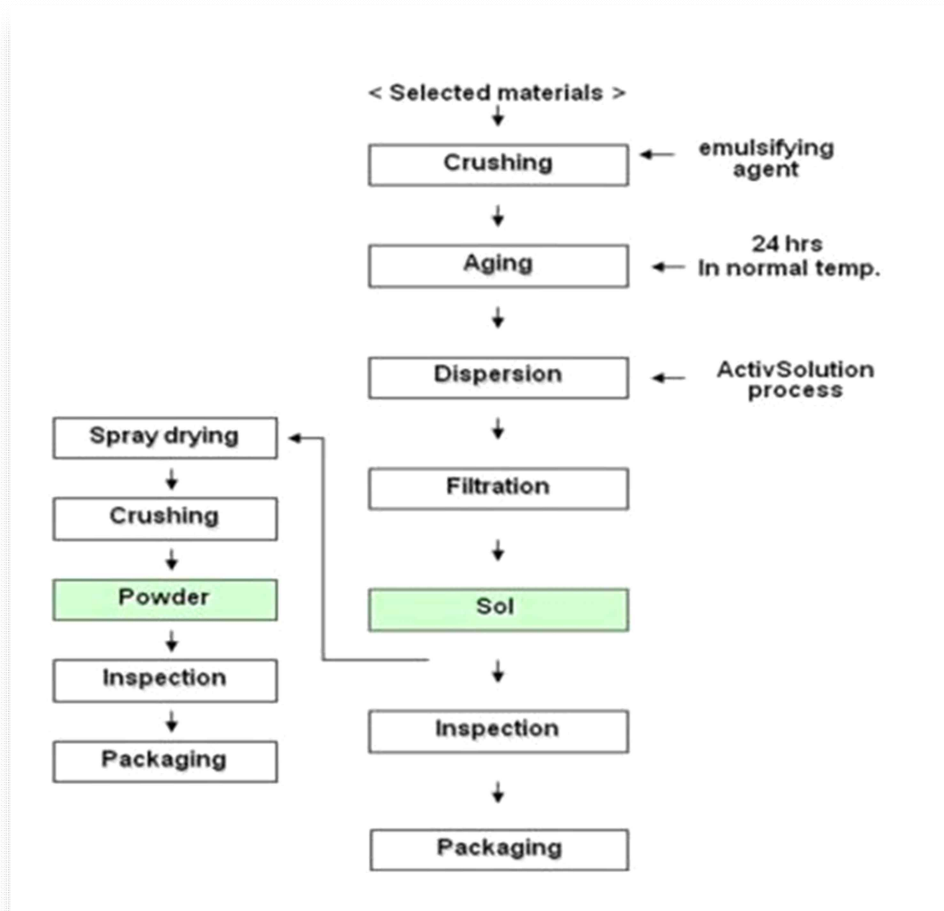 < Selected materials >
Crushing
emulsifying
agent
Aging
24 hrs
In normal temp.
Dispersion
ActivSolution
process
Filtration
Sol
Inspection
Packaging
Spray drying
Crushing
Powder
Inspection
Packaging